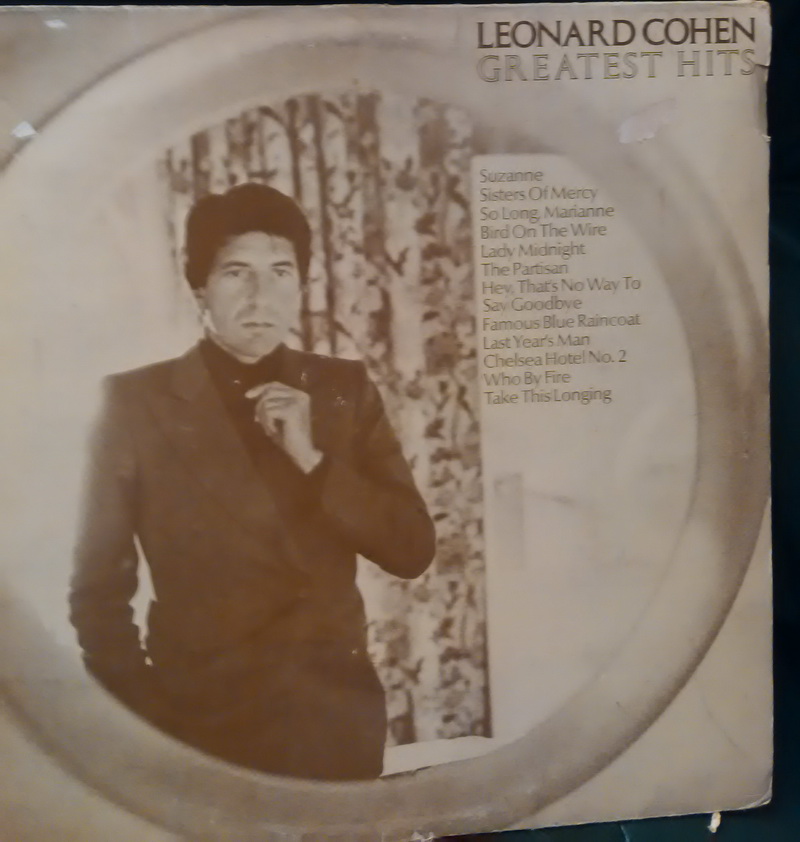 LEONARD COHEN
GREATEST HITS
Suzanne
Sisters Of Mercy
So Long, Marianne
Bird On The Wire
Lady Midnight
The Partisan
Hey, That's No Way To
Say Goodbye
Famous Blue Raincoat
Last Year's Man
Chelsea Hotel No. 2
Who By Fire
Take This Longing